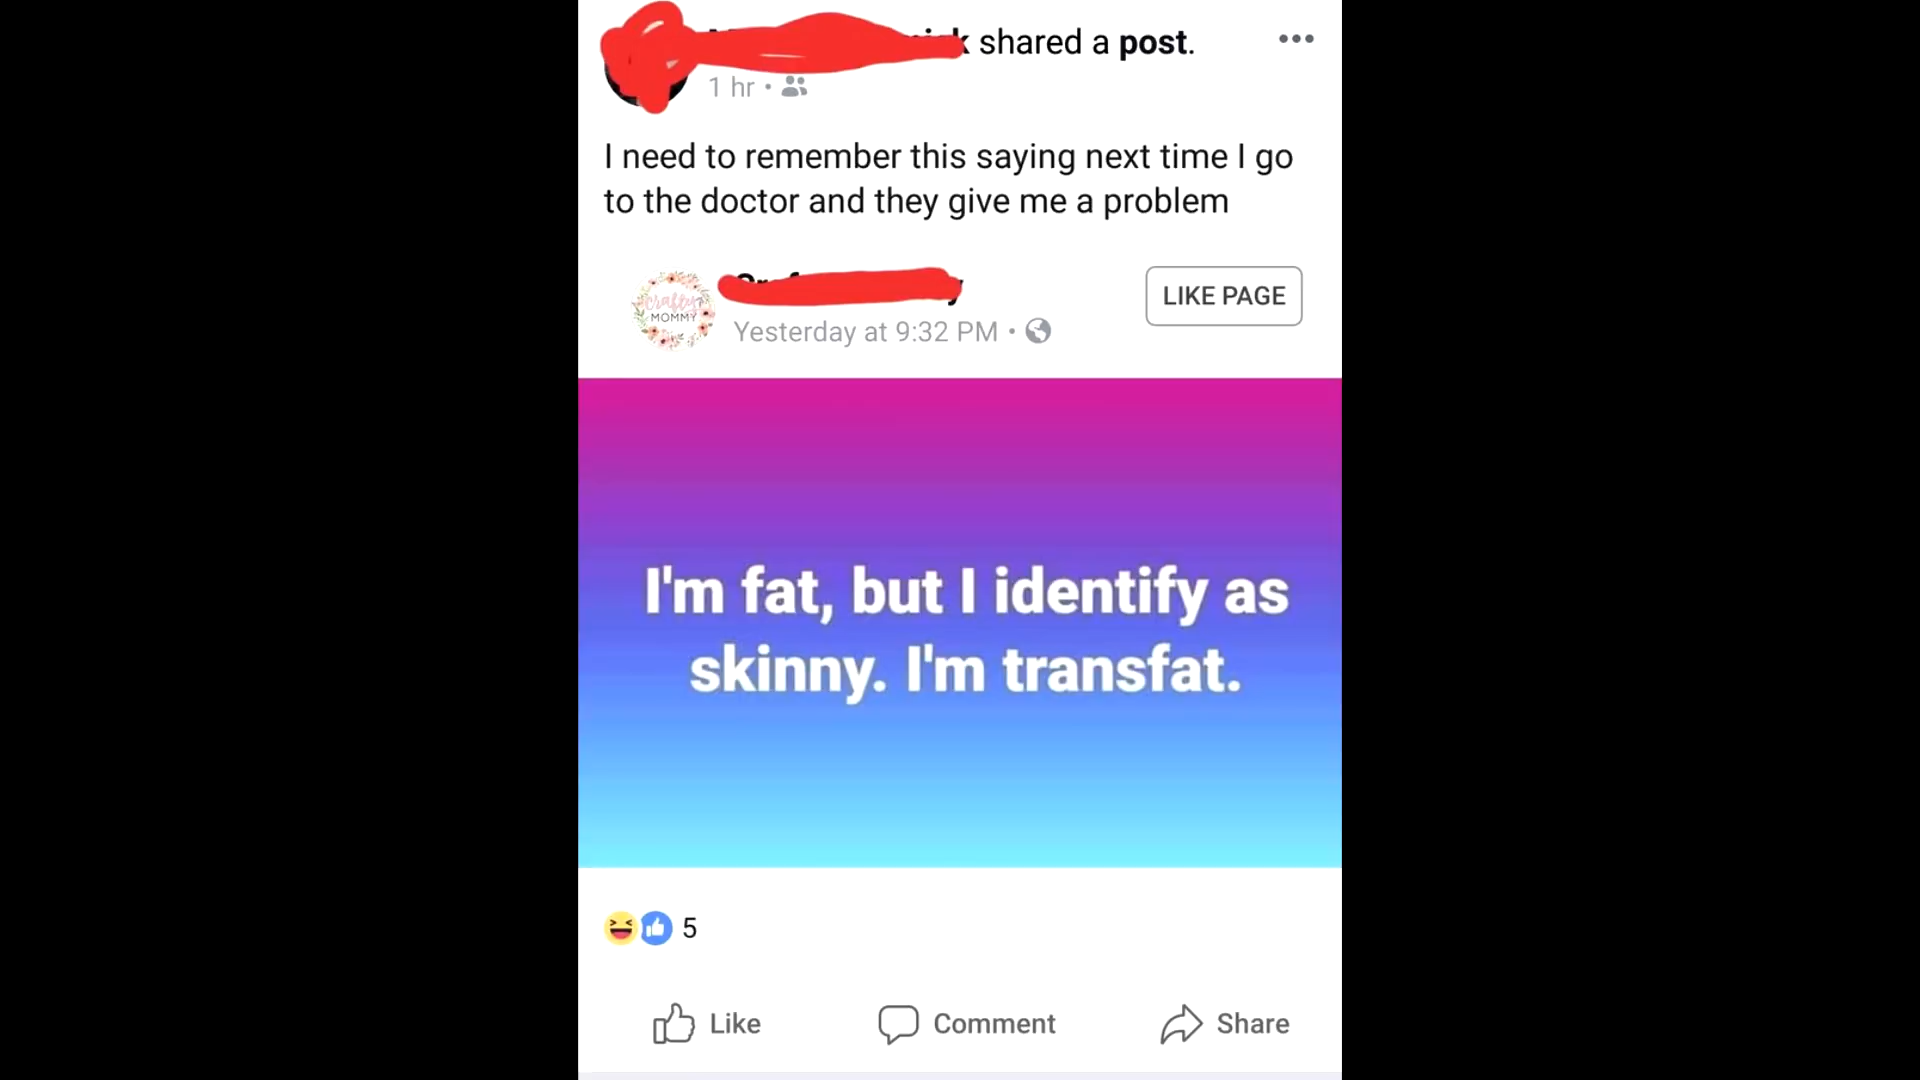 shared a post.
1 hr
I need to remember this saying next time I go
to the doctor and they give me a problem
crafty
MOMMY
LIKE PAGE
Yesterday at 9:32 PM
I'm fat, but I identify as
skinny. I'm transfat.
5
Like
Comment
Share